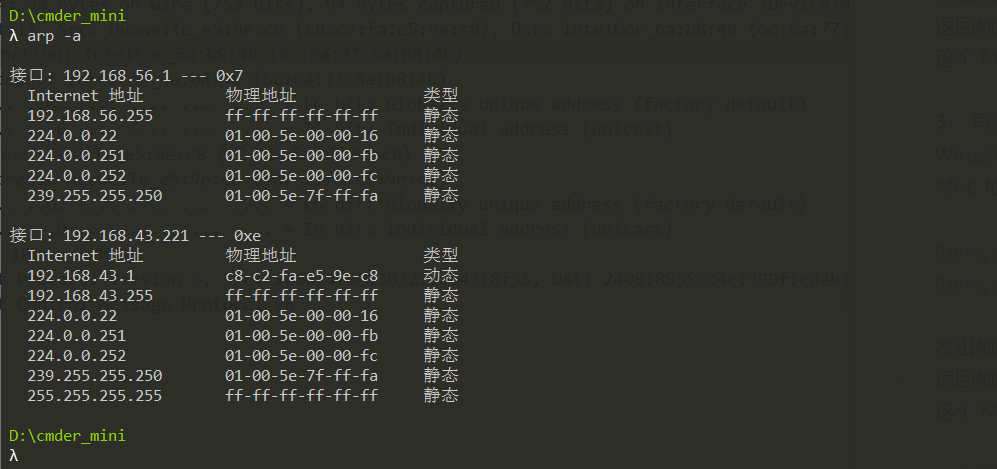 D:\cmder_mini
λ arp -a
接口: 192.168.56.1 --- 0x7
Internet 地址 物理地址 类型
192.168.56.255 ff-ff-ff-ff-ff-ff 静态
224.0.0.22 01-00-5e-00-00-16 静态
224.0.0.251 01-00-5e-00-00-fb 静态
224.0.0.252 01-00-5e-00-00-fc 静态
239.255.255.250 01-00-5e-7f-ff-fa 静态
接口: 192.168.43.221 --- 0xe
Internet 地址 物理地址 类型
192.168.43.1 c8-c2-fa-e5-9e-c8 动态
192.168.43.255 ff-ff-ff-ff-ff-ff 静态
224.0.0.22 01-00-5e-00-00-16 静态
224.0.0.251 01-00-5e-00-00-fb 静态
224.0.0.252 01-00-5e-00-00-fc 静态
239.255.255.250 01-00-5e-7f-ff-fa 静态
255.255.255.255 ff-ff-ff-ff-ff-ff 静态
D:\cmder_mini
λ